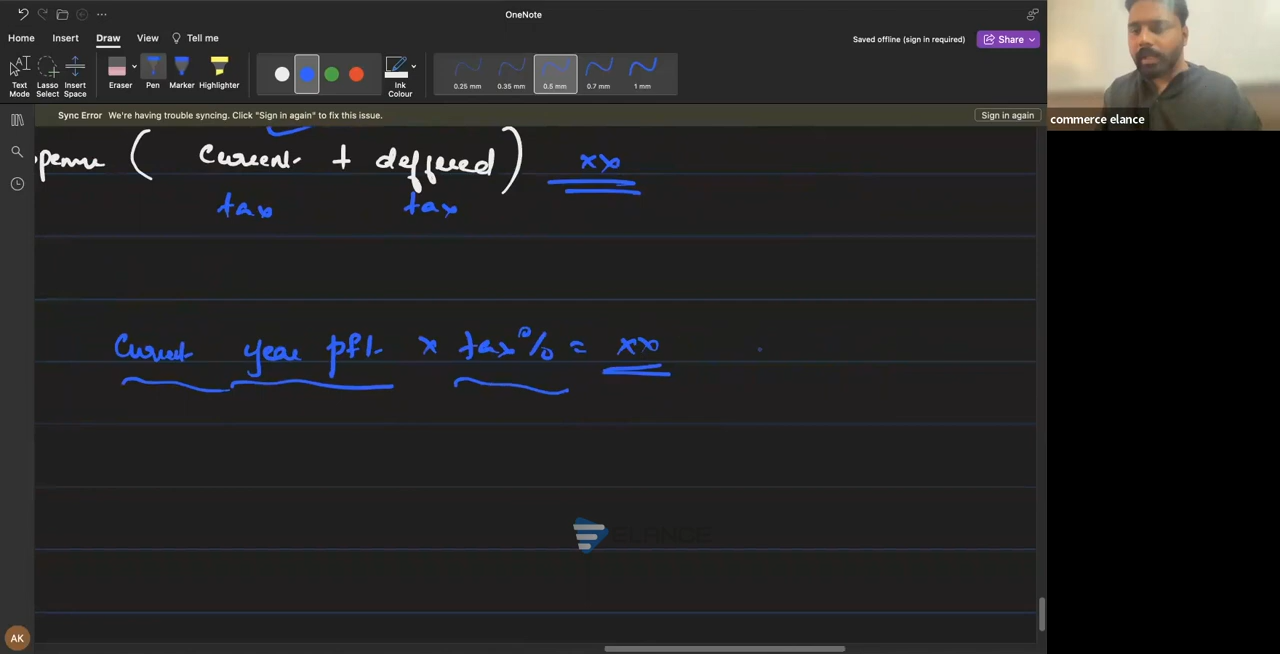 OneNote
Home Insert Draw View Tell me
Saved offline (sign in required) Share
Text Mode Lasso Select Insert Space Eraser Pen Marker Highlighter Ink Colour 0.25 mm 0.35 mm 0.5 mm 0.7 mm 1 mm
commerce elance
Sync Error We're having trouble syncing. Click "Sign in again" to fix this issue. Sign in again
( Current + deffered) xx
tax tax
Current year pft x tax % = xx
ELANCE
AK